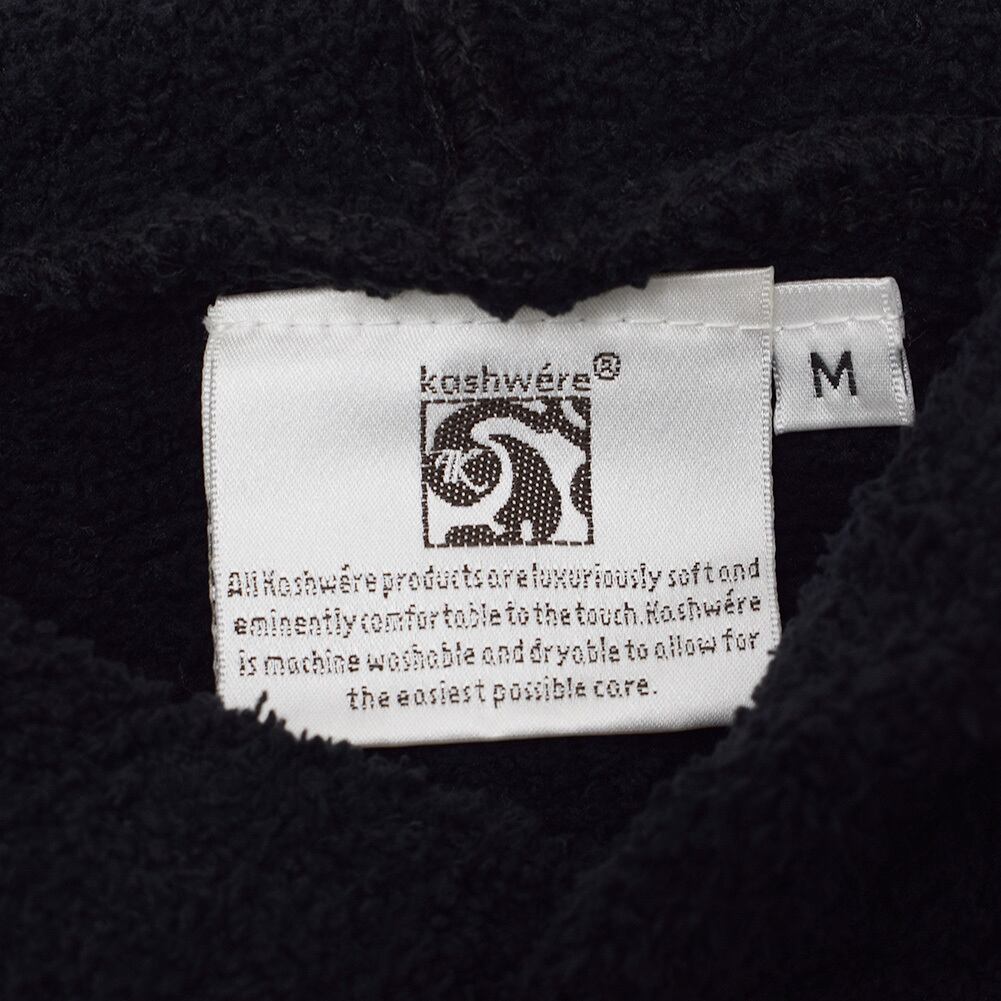 kashwére®
K
M
All Kashwére products are luxuriously soft and
eminently comfortable to the touch. Kashwére
is machine washable and dryable to allow for
the easiest possible care.